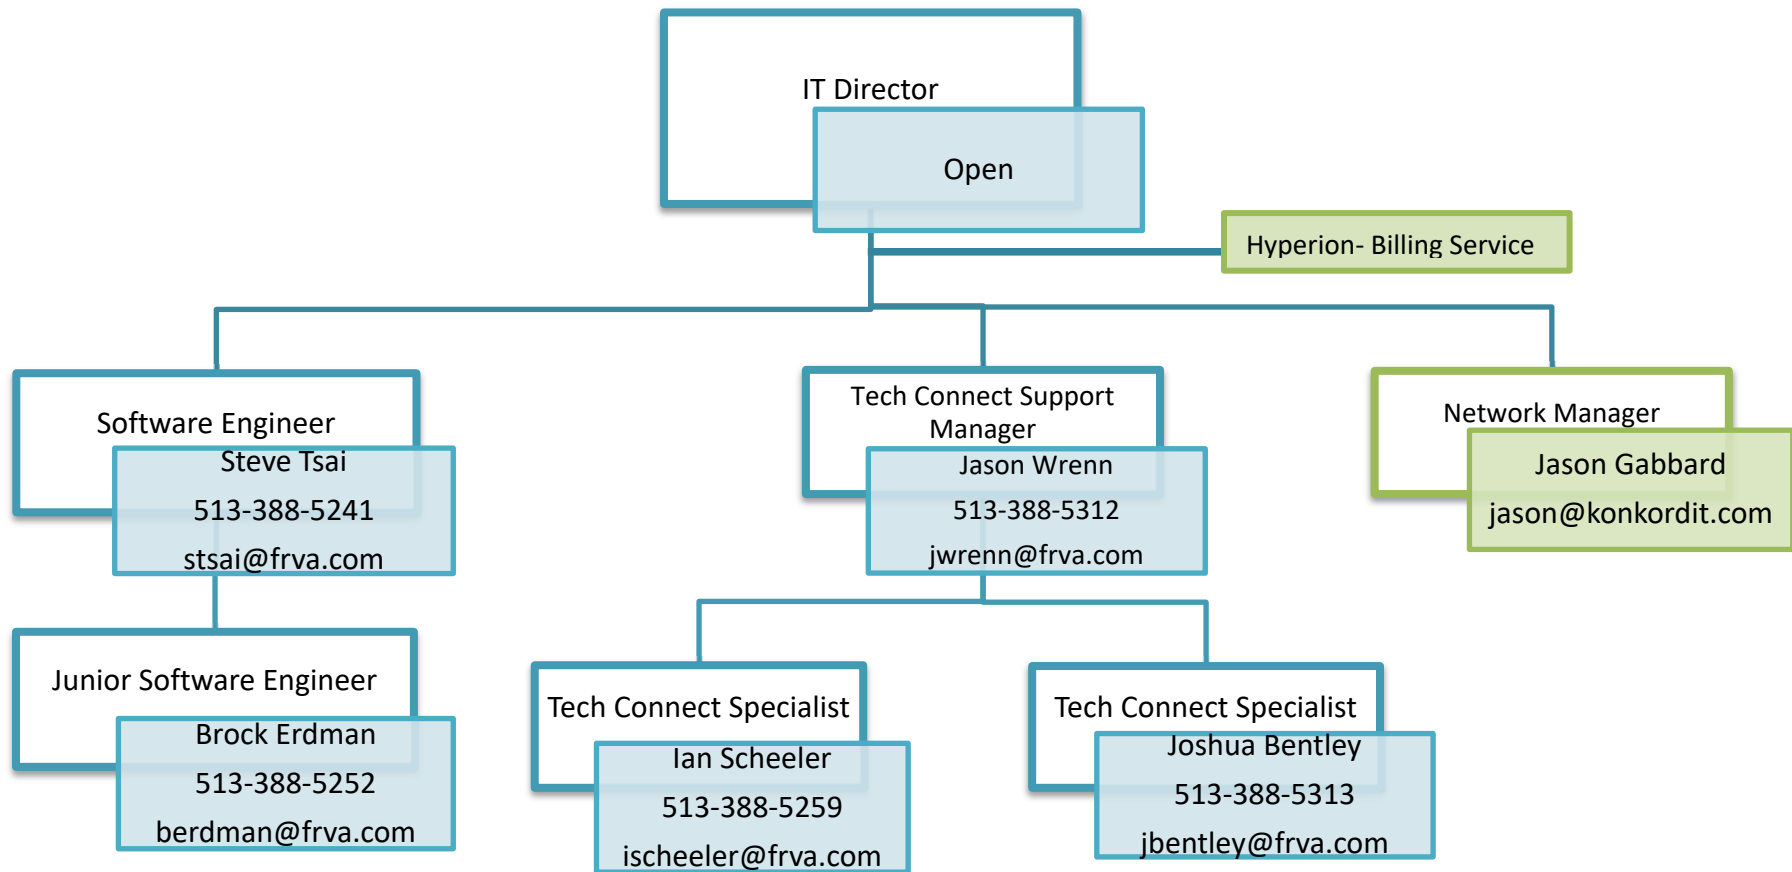 IT Director
Open
Hyperion- Billing Service
Software Engineer
Steve Tsai
513-388-5241
stsai@frva.com
Tech Connect Support
Manager
Jason Wrenn
513-388-5312
jwrenn@frva.com
Network Manager
Jason Gabbard
jason@konkordit.com
Junior Software Engineer
Brock Erdman
513-388-5252
berdman@frva.com
Tech Connect Specialist
Ian Scheeler
513-388-5259
ischeeler@frva.com
Tech Connect Specialist
Joshua Bentley
513-388-5313
jbentley@frva.com